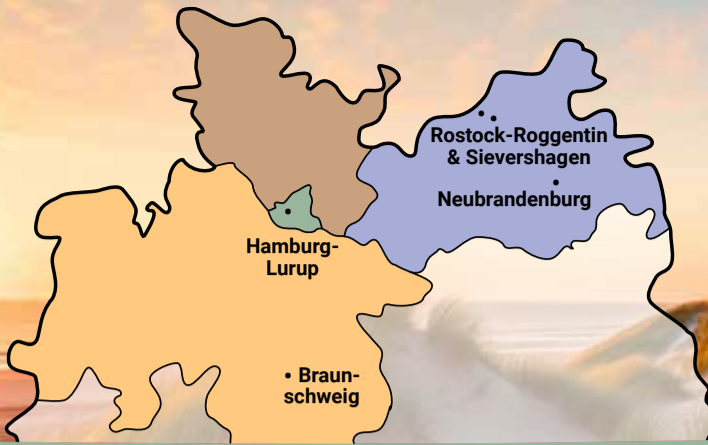 Rostock-Roggentin
& Sievershagen
Neubrandenburg
Hamburg-
Lurup
• Braun-
schweig